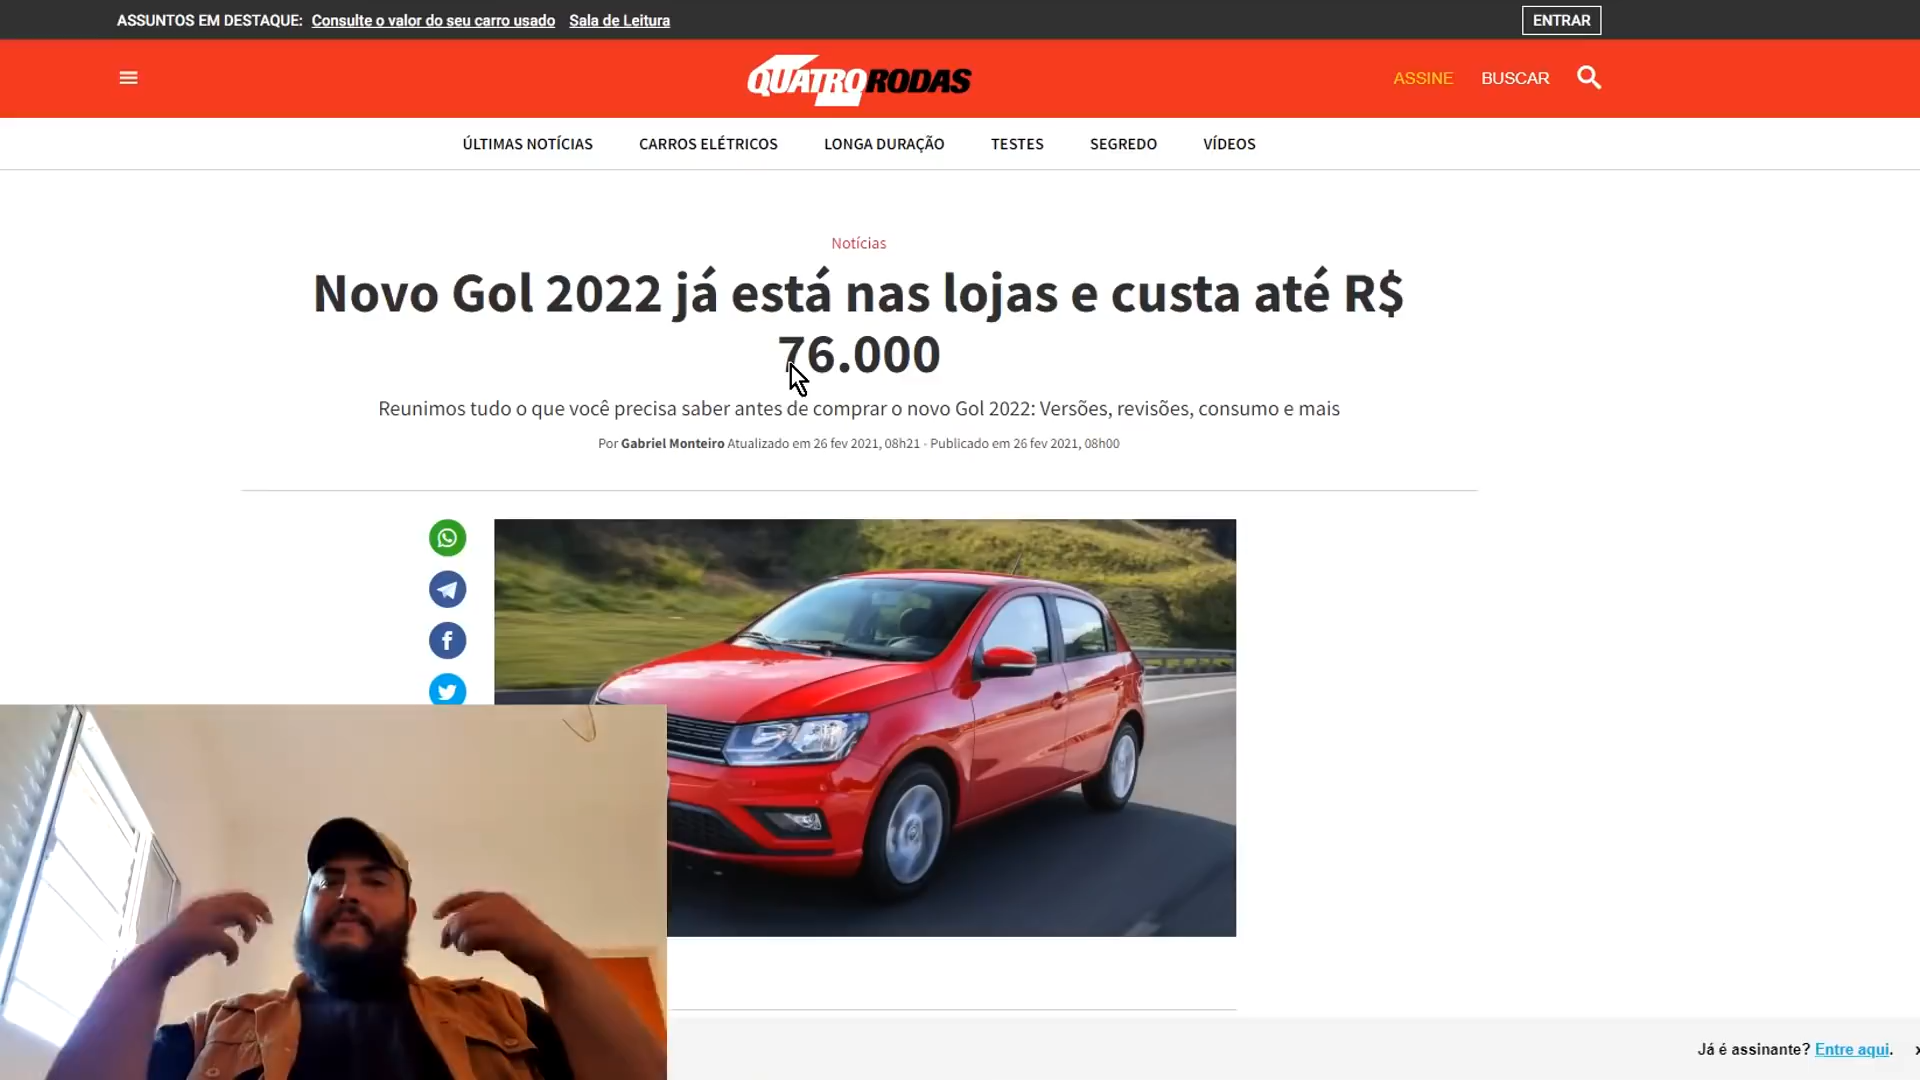 ASSUNTOS EM DESTAQUE: Consulte o valor do seu carro usado Sala de Leitura
ENTRAR
QUATRO RODAS
ASSINE BUSCAR
ÚLTIMAS NOTÍCIAS CARROS ELÉTRICOS LONGA DURAÇÃO TESTES SEGREDO VÍDEOS
Notícias
Novo Gol 2022 já está nas lojas e custa até R$
76.000
Reunimos tudo o que você precisa saber antes de comprar o novo Gol 2022: Versões, revisões, consumo e mais
Por Gabriel Monteiro Atualizado em 26 fev 2021, 08h21 - Publicado em 26 fev 2021, 08h00
Já é assinante? Entre aqui.